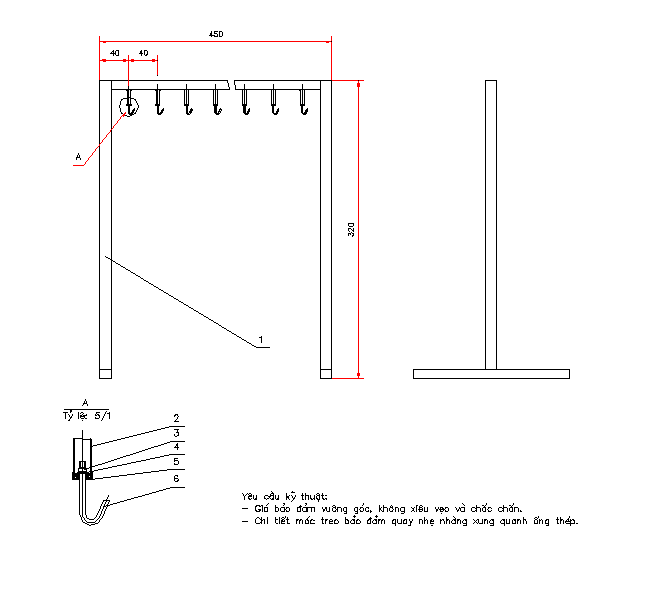 450
40 40
A
320
1
A
Tỷ lệ: 5/1
2
3
4
5
6
Yêu cầu kỹ thuật:
- Giá bảo đảm vuông góc, không xiêu vẹo và chắc chắn.
- Chi tiết móc treo bảo đảm quay nhẹ nhàng xung quanh ống thép.